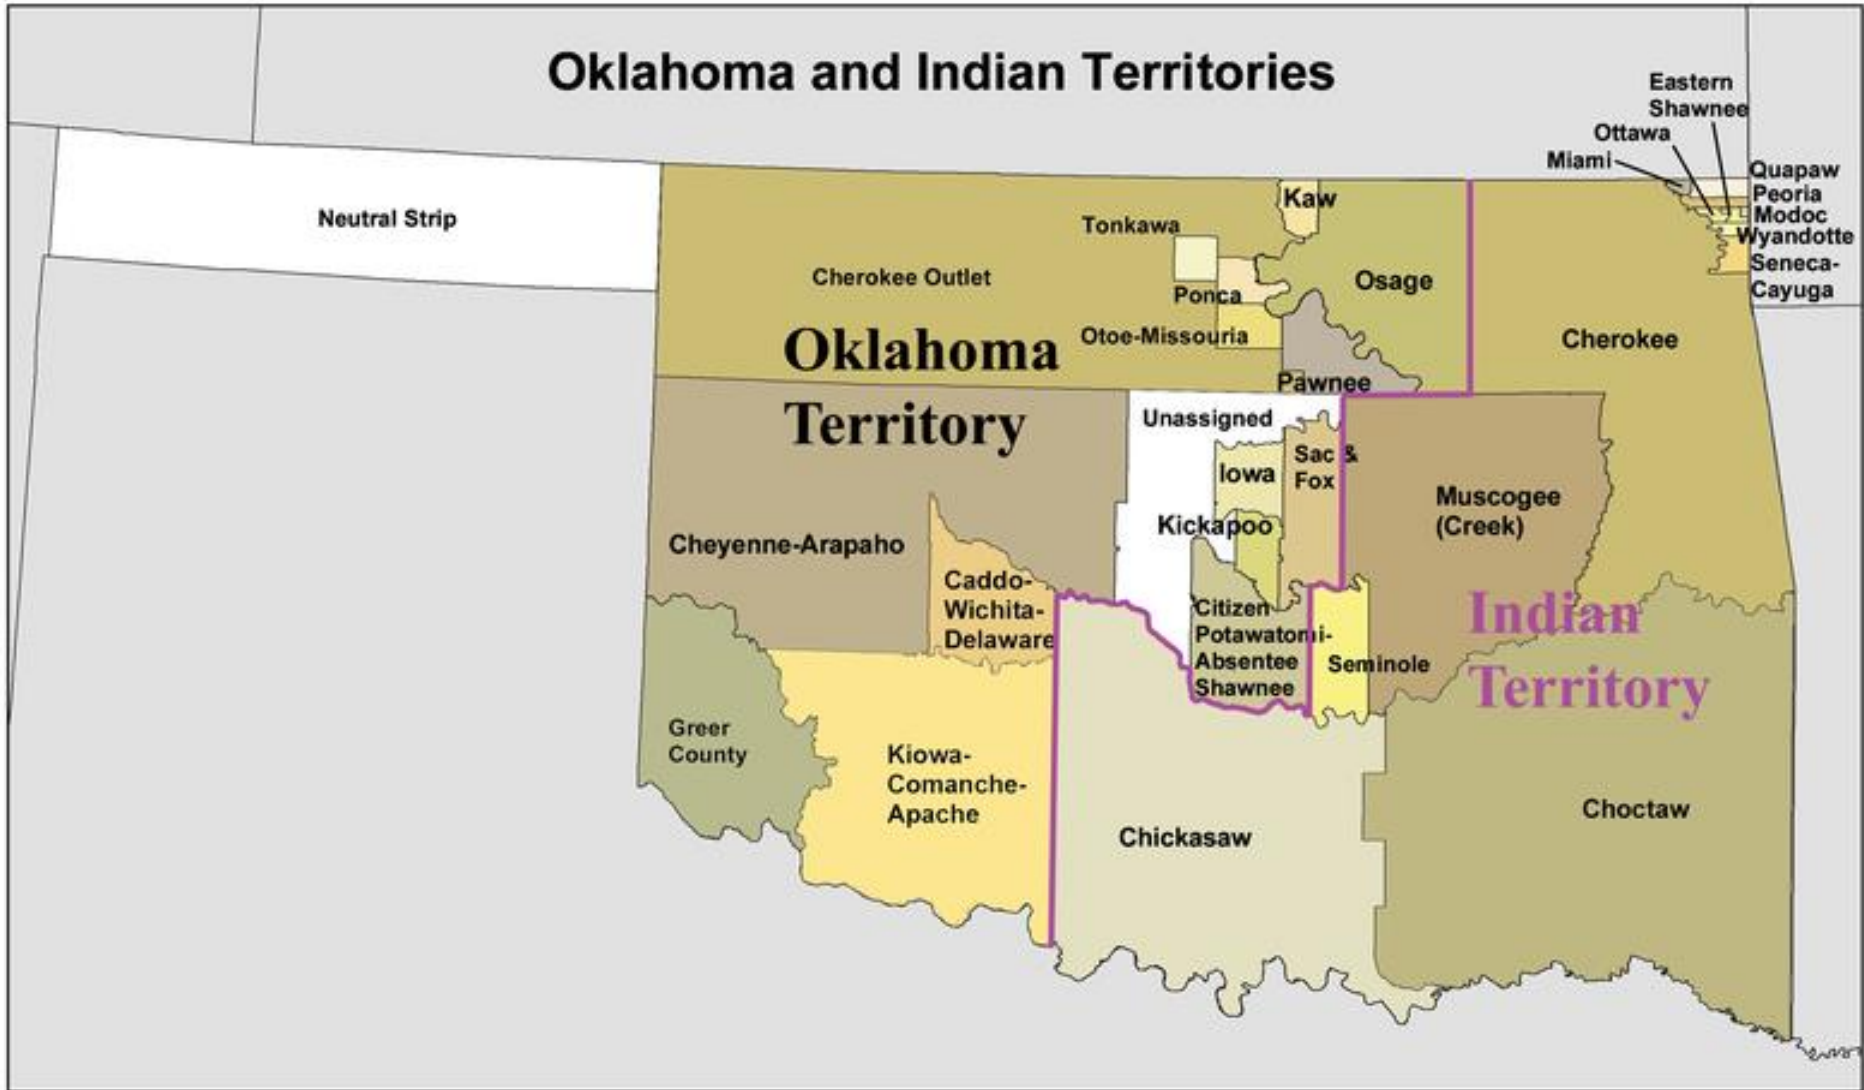 Oklahoma and Indian Territories
Eastern
Shawnee
Ottawa
Miami
Quapaw
Peoria
Modoc
Wyandotte
Seneca-
Cayuga
Neutral Strip
Kaw
Tonkawa
Cherokee Outlet
Ponca
Osage
Otoe-Missouria
Cherokee
Oklahoma
Territory
Pawnee
Unassigned
Sac &
Fox
Iowa
Kickapoo
Muscogee
(Creek)
Cheyenne-Arapaho
Caddo-
Wichita-
Delaware
Citizen
Potawatomi-
Absentee
Shawnee
Seminole
Indian
Territory
Greer
County
Kiowa-
Comanche-
Apache
Chickasaw
Choctaw